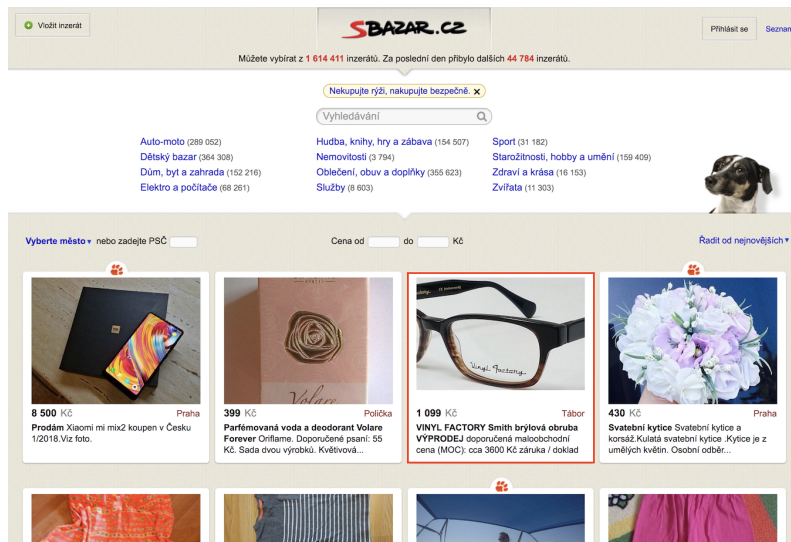 Vložit inzerát
SBAZAR.CZ
Přihlásit se
Seznam
Můžete vybírat z 1 614 411 inzerátů. Za poslední den přibylo dalších 44 784 inzerátů.
Nekupujte rýži, nakupujte bezpečně. x
Vyhledávání
Auto-moto (289 052)
Dětský bazar (364 308)
Dům, byt a zahrada (152 216)
Elektro a počítače (68 261)
Hudba, knihy, hry a zábava (154 507)
Nemovitosti (3 794)
Oblečení, obuv a doplňky (355 623)
Služby (8 603)
Sport (31 182)
Starožitnosti, hobby a umění (159 409)
Zdraví a krása (16 153)
Zvířata (11 303)
Vyberte město ▾ nebo zadejte PSČ
Cena od do Kč
Řadit od nejnovějších ▾
8 500 Kč Praha
Prodám Xiaomi mi mix2 koupen v Česku
1/2018.Viz foto.
Volare
399 Kč Polička
Parfémovaná voda a deodorant Volare
Forever Oriflame. Doporučené psaní: 55
Kč. Sada dvou výrobků. Květivová...
Vinyl Factory
1 099 Kč Tábor
VINYL FACTORY Smith brýlová obruba
VÝPRODEJ doporučená maloobchodní
cena (MOC): cca 3600 Kč záruka / doklad
430 Kč Praha
Svatební kytice Svatební kytice a
korsáž.Kulatá svatební kytice .Kytice je z
umělých květin. Osobní odběr...